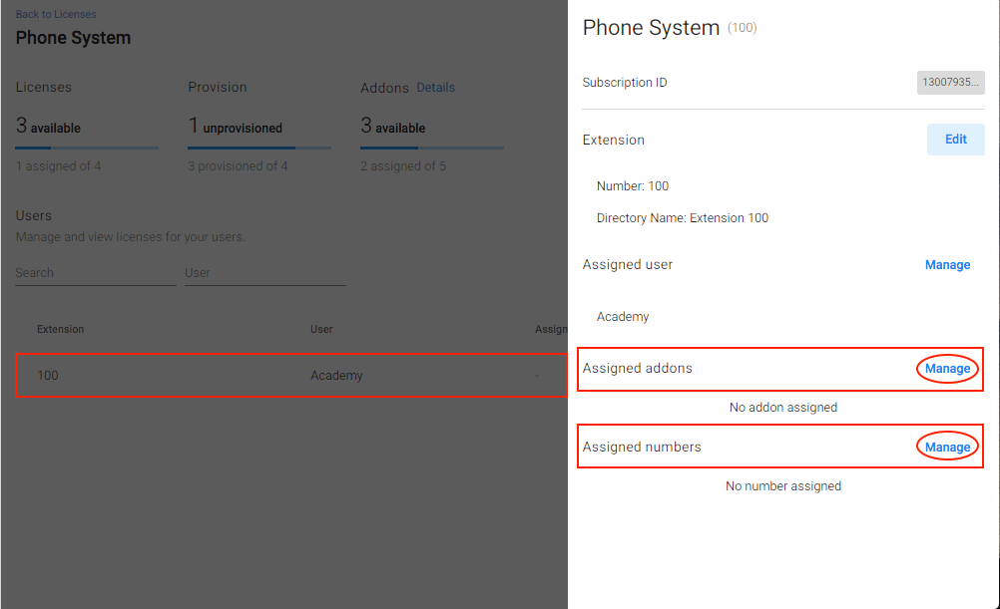 Back to Licenses
Phone System
Licenses
Provision
Addons Details
3 available
1 unprovisioned
3 available
1 assigned of 4
3 provisioned of 4
2 assigned of 5
Users
Manage and view licenses for your users.
Search
User
Extension
User
Assign
100
Academy
-
Phone System (100)
Subscription ID
13007935...
Extension
Edit
Number: 100
Directory Name: Extension 100
Assigned user
Manage
Academy
Assigned addons
Manage
No addon assigned
Assigned numbers
Manage
No number assigned